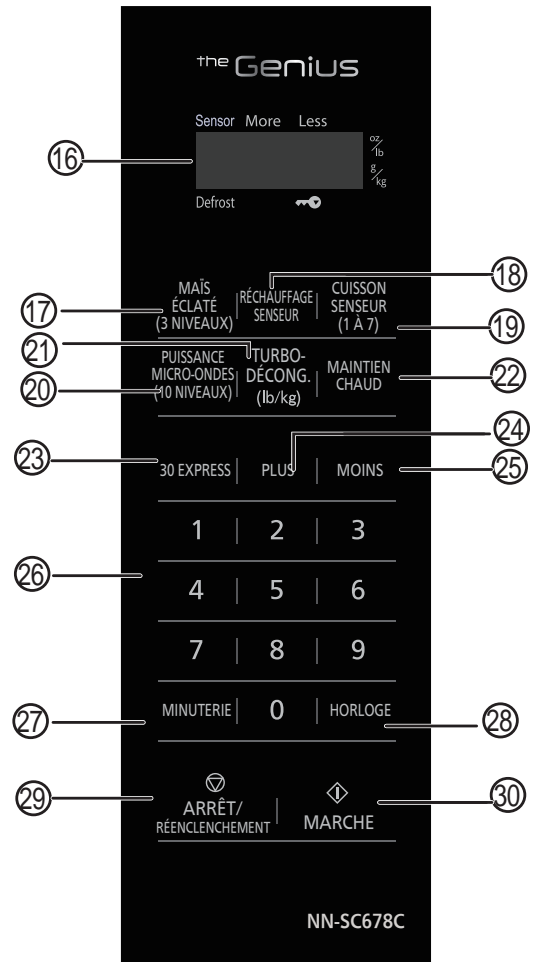 the Genius
Sensor More Less
16
oz/lb
g/kg
Defrost
17
MAÏS
ÉCLATÉ
(3 NIVEAUX)
RÉCHAUFFAGE
SENSEUR
18
CUISSON
SENSEUR
(1 À 7)
19
21
20
PUISSANCE
MICRO-ONDES
(10 NIVEAUX)
TURBO-
DÉCONG.
(lb/kg)
MAINTIEN
CHAUD
22
23
30 EXPRESS
PLUS
24
MOINS
25
1 2 3
26
4 5 6
7 8 9
27
MINUTERIE
0
HORLOGE
28
29
ARRÊT/
RÉENCLENCHEMENT
MARCHE
30
NN-SC678C